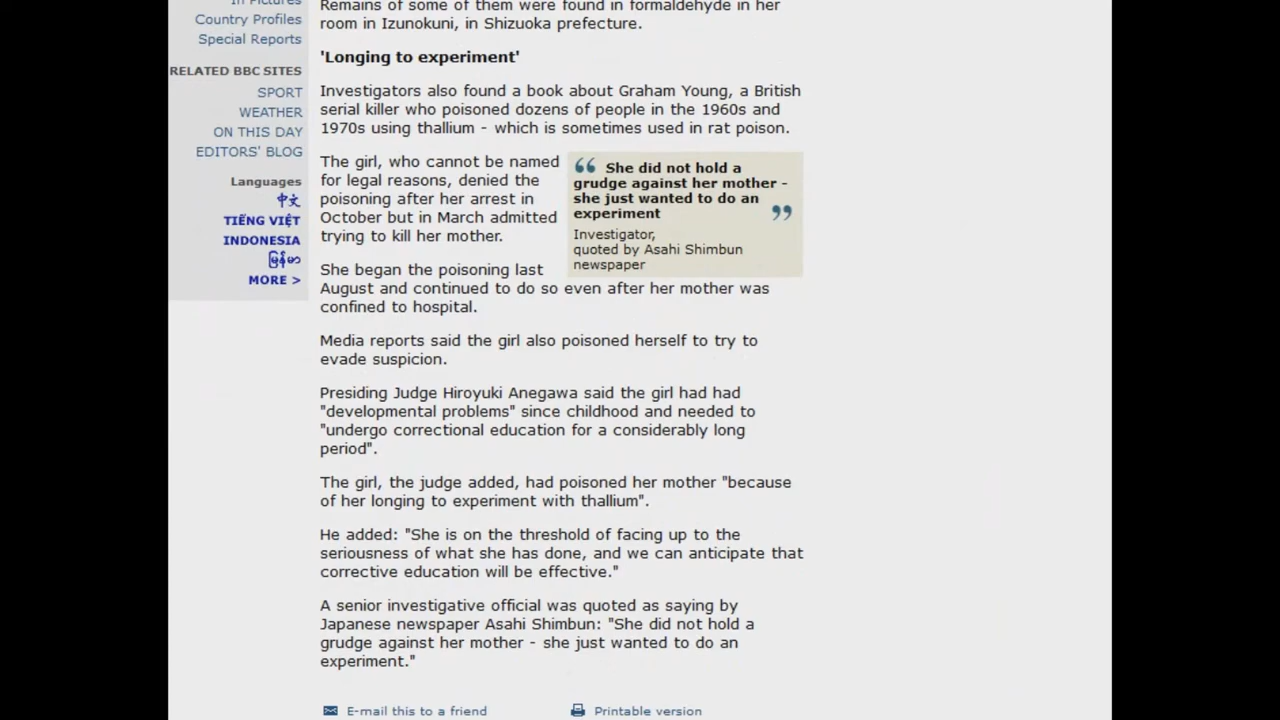 In Pictures
Country Profiles
Special Reports
RELATED BBC SITES
SPORT
WEATHER
ON THIS DAY
EDITORS' BLOG
Languages
中文
TIẾNG VIỆT
INDONESIA
မြန်မာ
MORE >
Remains of some of them were found in formaldehyde in her
room in Izunokuni, in Shizuoka prefecture.
'Longing to experiment'
Investigators also found a book about Graham Young, a British
serial killer who poisoned dozens of people in the 1960s and
1970s using thallium - which is sometimes used in rat poison.
The girl, who cannot be named
for legal reasons, denied the
poisoning after her arrest in
October but in March admitted
trying to kill her mother.
“ She did not hold a
grudge against her mother -
she just wanted to do an
experiment ”
Investigator,
quoted by Asahi Shimbun
newspaper
She began the poisoning last
August and continued to do so even after her mother was
confined to hospital.
Media reports said the girl also poisoned herself to try to
evade suspicion.
Presiding Judge Hiroyuki Anegawa said the girl had had
"developmental problems" since childhood and needed to
"undergo correctional education for a considerably long
period".
The girl, the judge added, had poisoned her mother "because
of her longing to experiment with thallium".
He added: "She is on the threshold of facing up to the
seriousness of what she has done, and we can anticipate that
corrective education will be effective."
A senior investigative official was quoted as saying by
Japanese newspaper Asahi Shimbun: "She did not hold a
grudge against her mother - she just wanted to do an
experiment."
E-mail this to a friend
Printable version